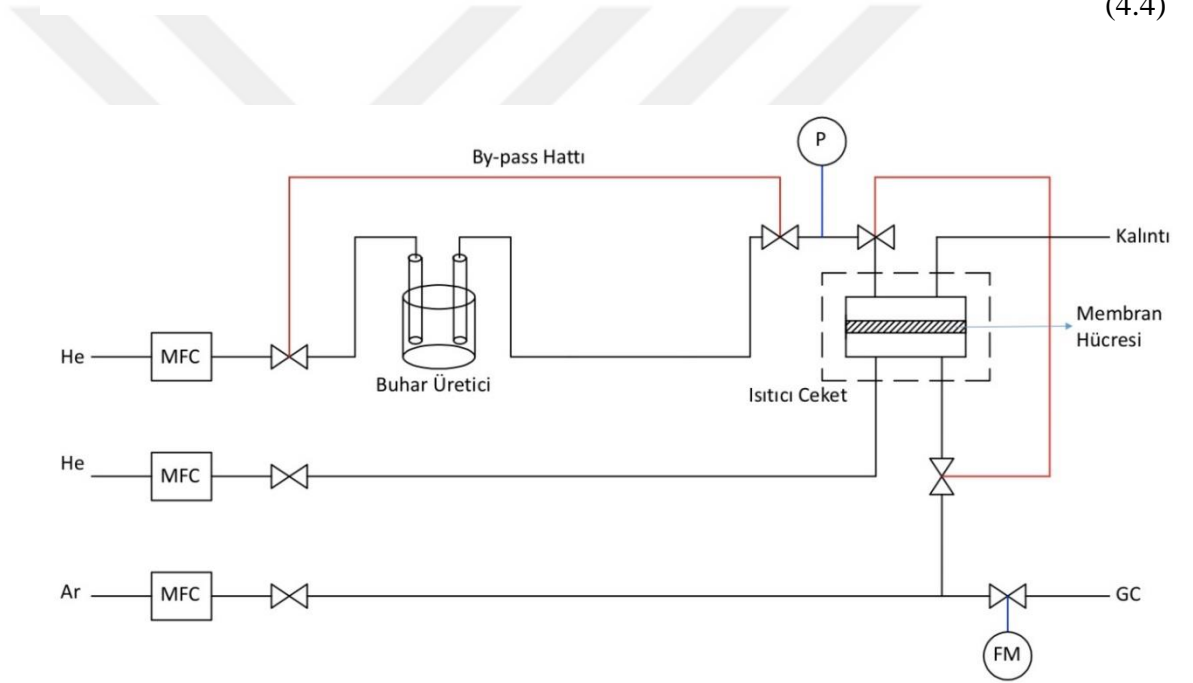 (4.4)
P
By-pass Hattı
Kalıntı
Membran
Hücresi
He
MFC
Buhar Üretici
Isıtıcı Ceket
He
MFC
Ar
MFC
GC
FM